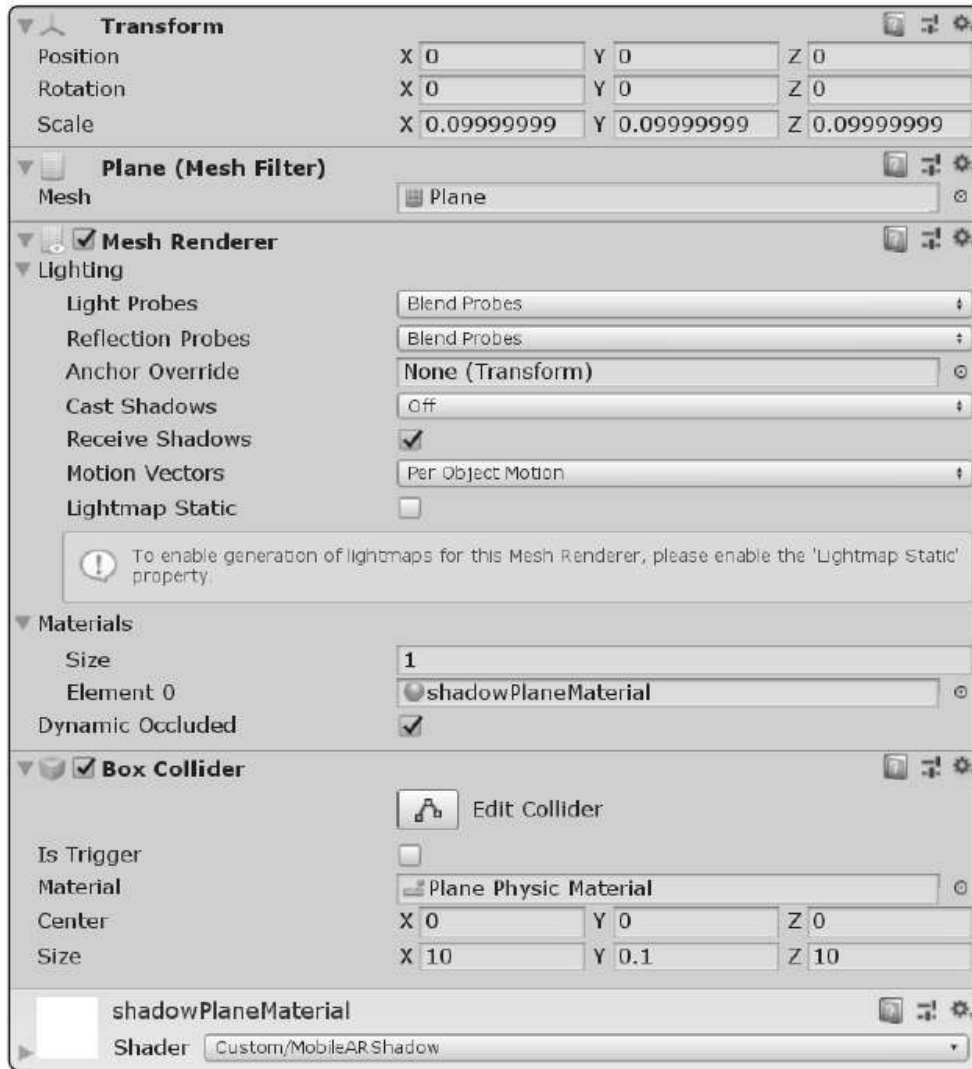 Transform
Position X 0 Y 0 Z 0
Rotation X 0 Y 0 Z 0
Scale X 0.09999999 Y 0.09999999 Z 0.09999999
Plane (Mesh Filter)
Mesh Plane
Mesh Renderer
Lighting
Light Probes Blend Probes
Reflection Probes Blend Probes
Anchor Override None (Transform)
Cast Shadows Off
Receive Shadows
Motion Vectors Per Object Motion
Lightmap Static
To enable generation of lightmaps for this Mesh Renderer, please enable the 'Lightmap Static'
property.
Materials
Size 1
Element 0 shadowPlaneMaterial
Dynamic Occluded
Box Collider
Edit Collider
Is Trigger
Material Plane Physic Material
Center X 0 Y 0 Z 0
Size X 10 Y 0.1 Z 10
shadowPlaneMaterial
Shader Custom/MobileARShadow